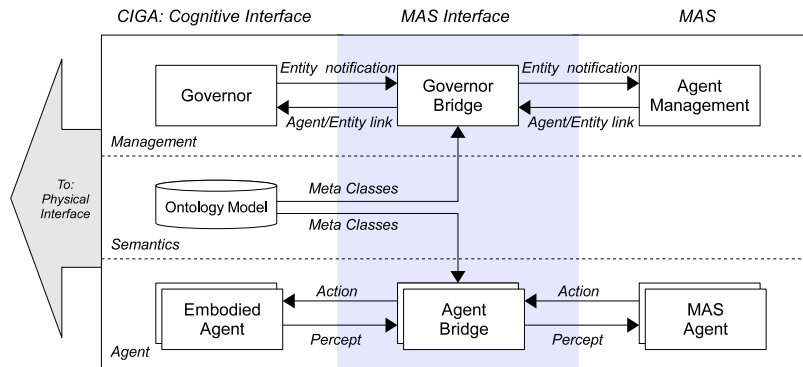 CIGA: Cognitive Interface
MAS Interface
MAS
Entity notification
Entity notification
Governor
Governor
Bridge
Agent
Management
Agent/Entity link
Agent/Entity link
Management
To:
Physical
Interface
Meta Classes
Ontology Model
Meta Classes
Semantics
Action
Action
Embodied
Agent
Agent
Bridge
MAS
Agent
Percept
Percept
Agent